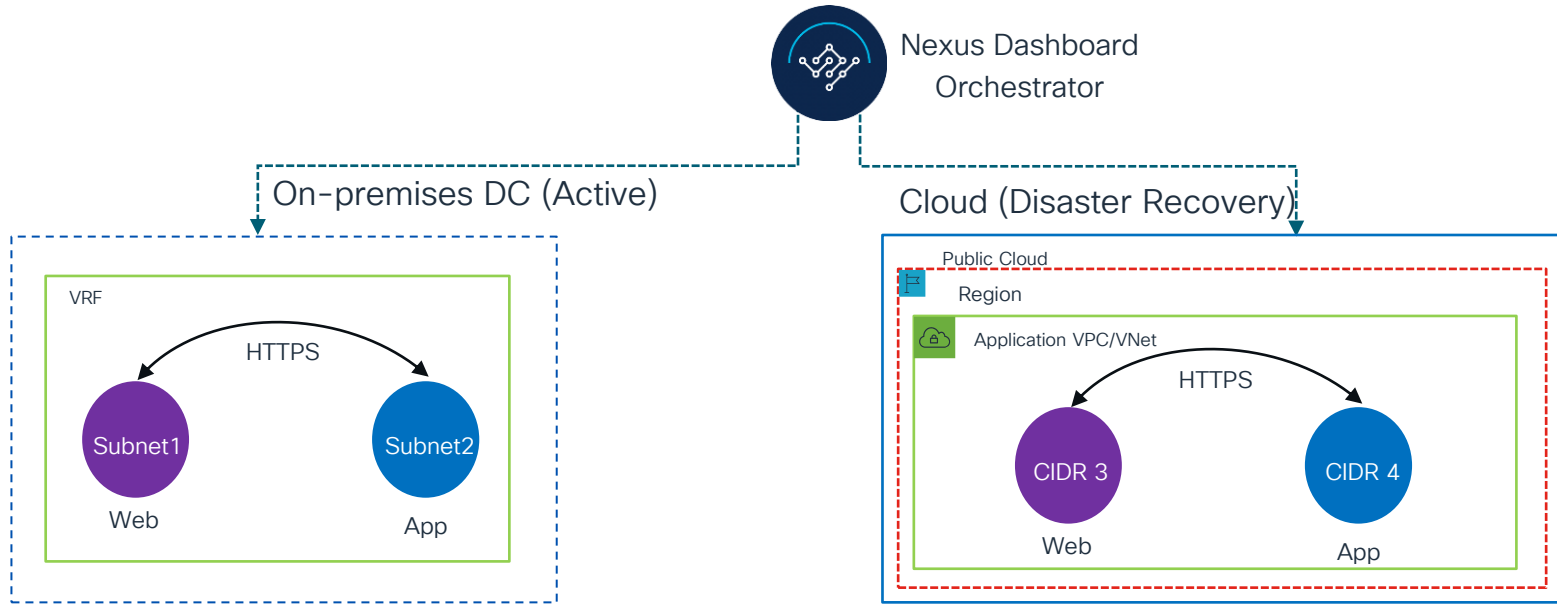 Nexus Dashboard
Orchestrator
On-premises DC (Active)
Cloud (Disaster Recovery)
Public Cloud
Region
VRF
Application VPC/VNet
HTTPS
HTTPS
Subnet1
Subnet2
CIDR 3
CIDR 4
Web
App
Web
App